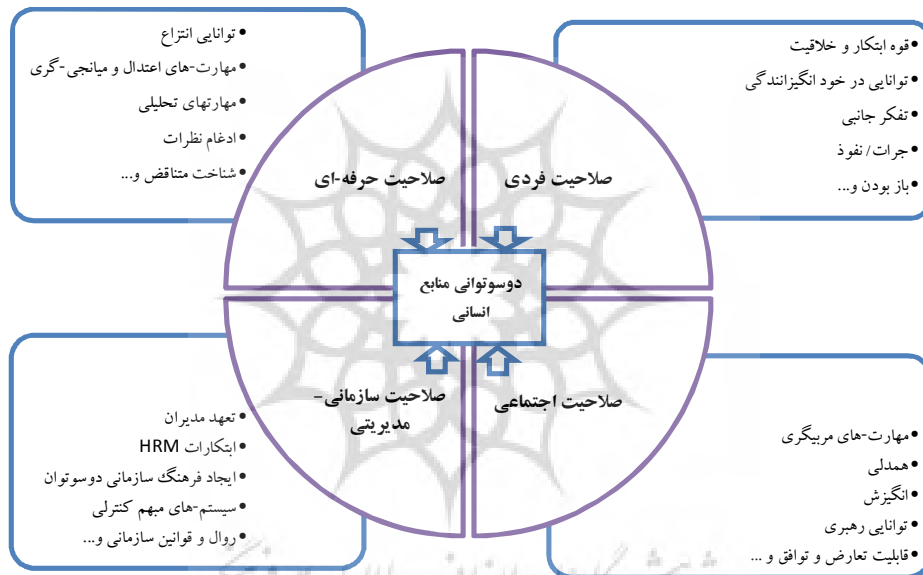 • قوه ابتکار و خلاقیت
• توانایی در خود انگیزانندگی
• تفکر جانبی
• جرات/ نفوذ
• باز بودن و...
• توانایی انتزاع
• مهارت-های اعتدال و میانجی-گری
• مهارتهای تحلیلی
• ادغام نظرات
• شناخت متناقض و...
صلاحیت فردی
صلاحیت حرفه-ای
دوسوتوانی منابع
انسانی
صلاحیت اجتماعی
صلاحیت سازمانی-
مدیریتی
• مهارت-های مربیگری
• همدلی
• انگیزش
• توانایی رهبری
• قابلیت تعارض و توافق و ...
• تعهد مدیران
• ابتکارات HRM
• ایجاد فرهنگ سازمانی دوسوتوان
• سیستم-های مبهم کنترلی
• روال و قوانین سازمانی و...